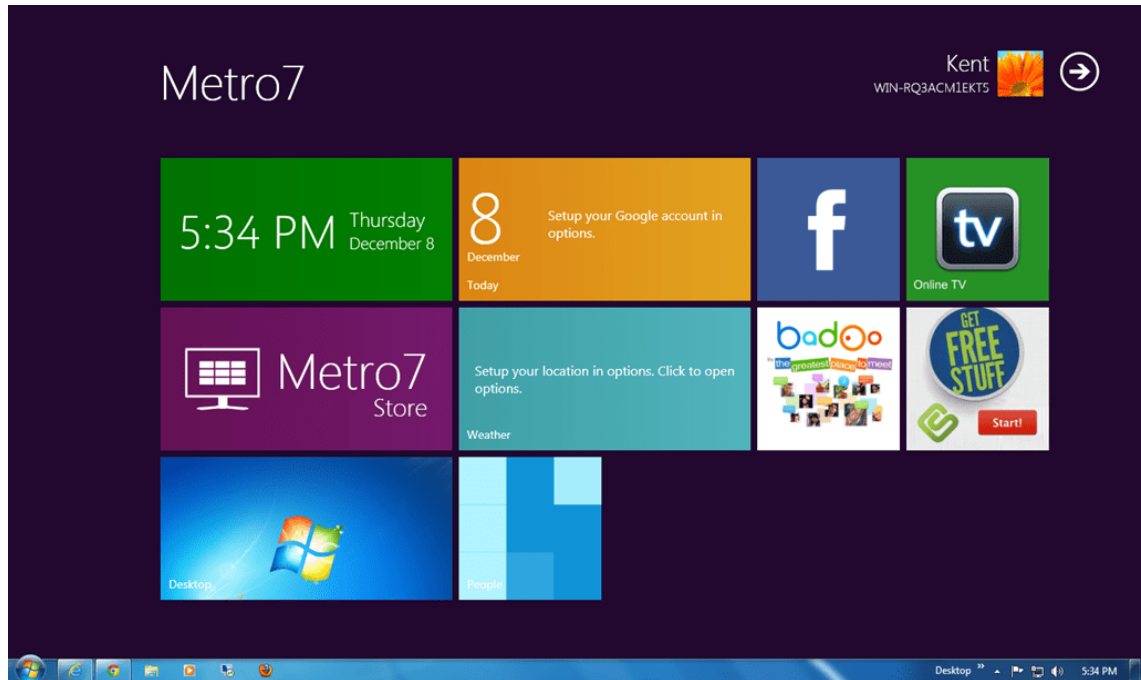 Metro7
Kent
WIN-RQ3ACM1EKT5
5:34 PM
Thursday
December 8
8
December
Today
Setup your Google account in
options.
f
tv
Online TV
Metro7
Store
Setup your location in options. Click to open
options.
Weather
badoo
the greatest place to meet
GET
FREE
STUFF
Start!
Desktop
People
Desktop
5:34 PM